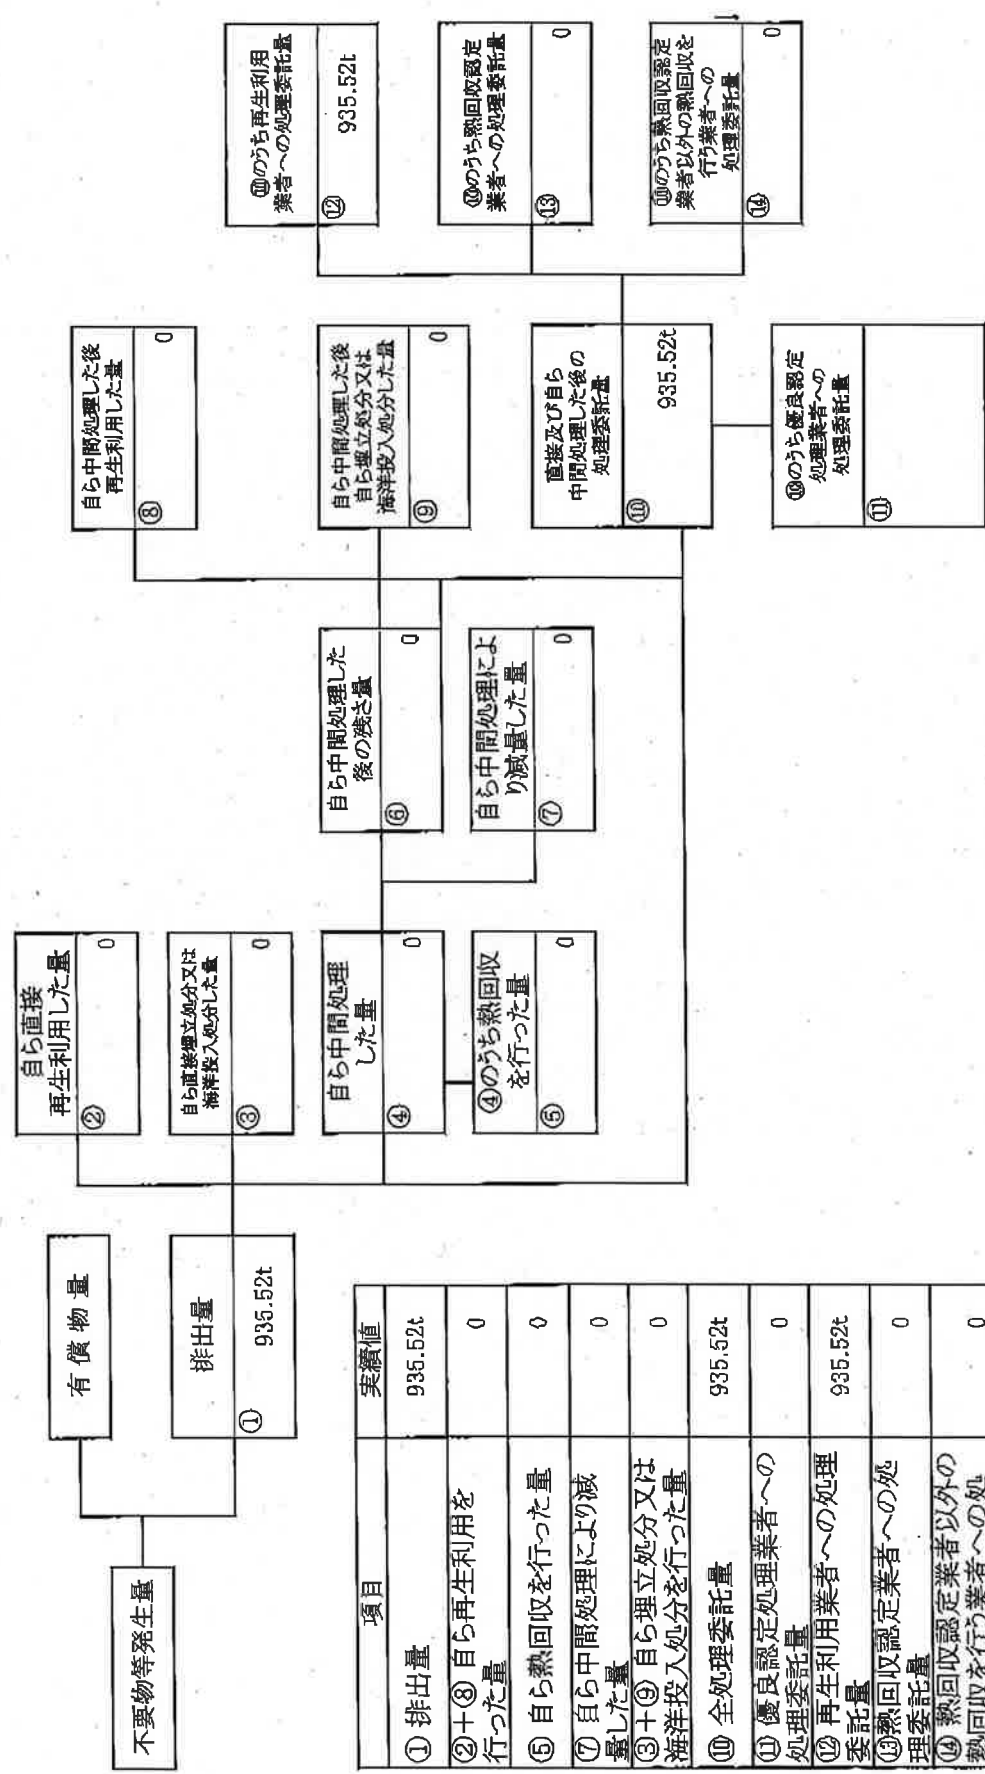 不要物等発生量
有償物量
排出量
①
935.52t
自ら直接
再生利用した量
②
0
自ら直接埋立処分又は
海洋投入処分した量
③
0
自ら中間処理
した量
④
0
④のうち熱回収
を行った量
⑤
0
自ら中間処理した
後の残さ量
⑥
0
自ら中間処理によ
り減量した量
⑦
0
自ら中間処理した後
再生利用した量
⑧
0
自ら中間処理した後
自ら埋立処分又は
海洋投入処分した量
⑨
0
直接及び自ら
中間処理した後の
処理委託量
⑩
935.52t
⑩のうち優良認定
処理業者への
処理委託量
⑪
⑩のうち再生利用
業者への処理委託量
⑫
935.52t
⑩のうち熱回収認定
業者への処理委託量
⑬
0
⑩のうち熱回収認定
業者以外の熱回収を
行う業者への
処理委託量
⑭
0
項目 実績値
①排出量 935.52t
②+⑧自ら再生利用を
行った量 0
⑤自ら熱回収を行った量 0
⑦自ら中間処理により減
量した量 0
③+⑨自ら埋立処分又は
海洋投入処分を行った量 0
⑩全処理委託量 935.52t
⑪優良認定処理業者への
処理委託量 0
⑫再生利用業者への処理
委託量 935.52t
⑬熱回収認定業者への処
理委託量 0
⑭熱回収認定業者以外の
熱回収を行う業者への処 0